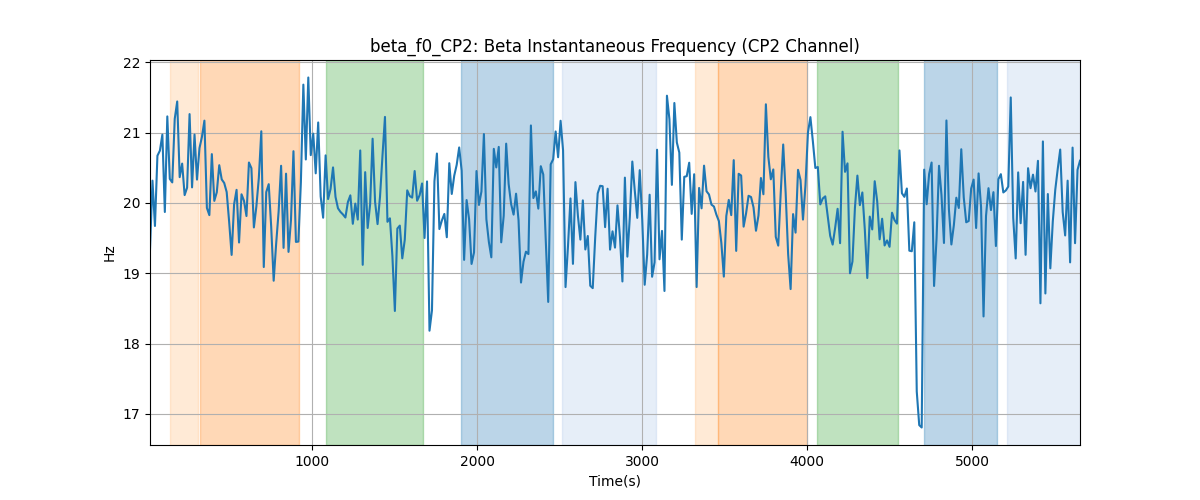 beta_f0_CP2: Beta Instantaneous Frequency (CP2 Channel)
22
21
20
19
18
17
Hz
1000 2000 3000 4000 5000
Time(s)